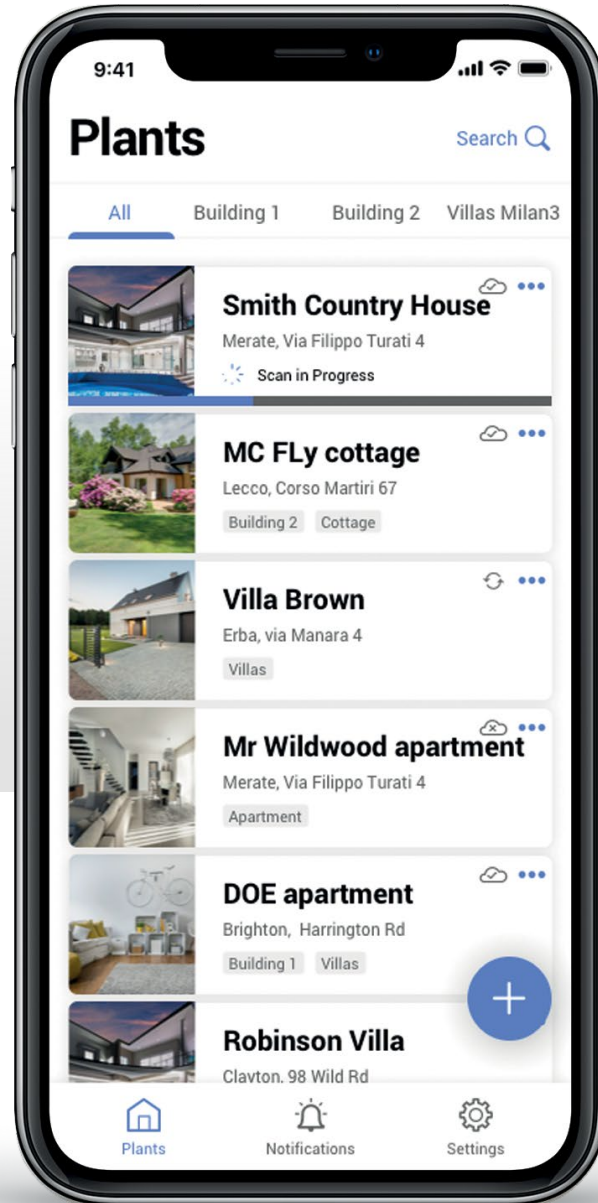 9:41
Plants
Search
All Building 1 Building 2 Villas Milan3
Smith Country House
Merate, Via Filippo Turati 4
Scan in Progress
MC FLy cottage
Lecco, Corso Martiri 67
Building 2 Cottage
Villa Brown
Erba, via Manara 4
Villas
Mr Wildwood apartment
Merate, Via Filippo Turati 4
Apartment
DOE apartment
Brighton, Harrington Rd
Building 1 Villas
Robinson Villa
Clayton, 98 Wild Rd
Plants Notifications Settings